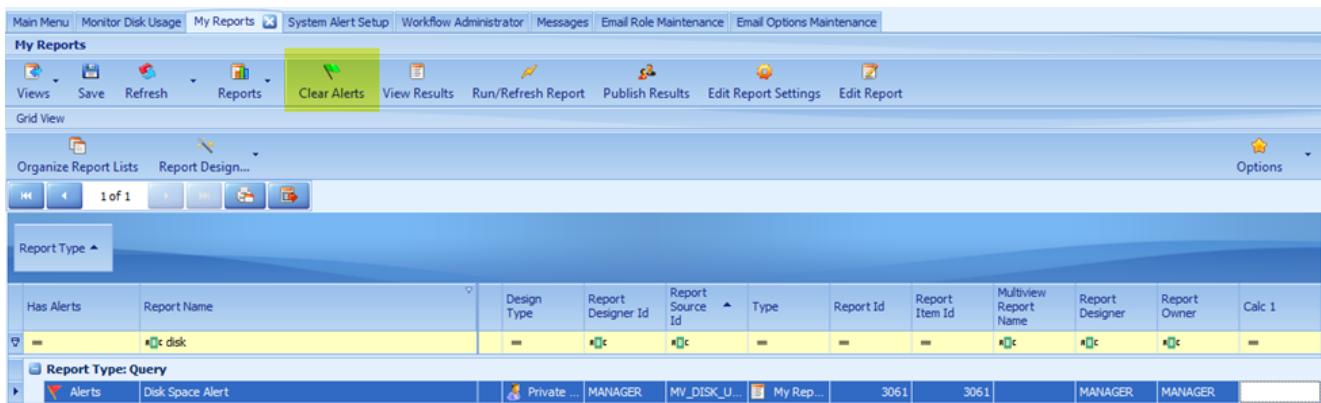 Main Menu Monitor Disk Usage My Reports System Alert Setup Workflow Administrator Messages Email Role Maintenance Email Options Maintenance
My Reports
Views Save Refresh Reports Clear Alerts View Results Run/Refresh Report Publish Results Edit Report Settings Edit Report
Grid View
Organize Report Lists Report Design... Options
1 of 1
Report Type
Has Alerts Report Name Design Type Report Designer Id Report Source Id Type Report Id Report Item Id Multiview Report Name Report Designer Report Owner Calc 1
= disk = = = = =
Report Type: Query
Alerts Disk Space Alert Private ... MANAGER MV_DISK_U... My Rep... 3061 3061 MANAGER MANAGER